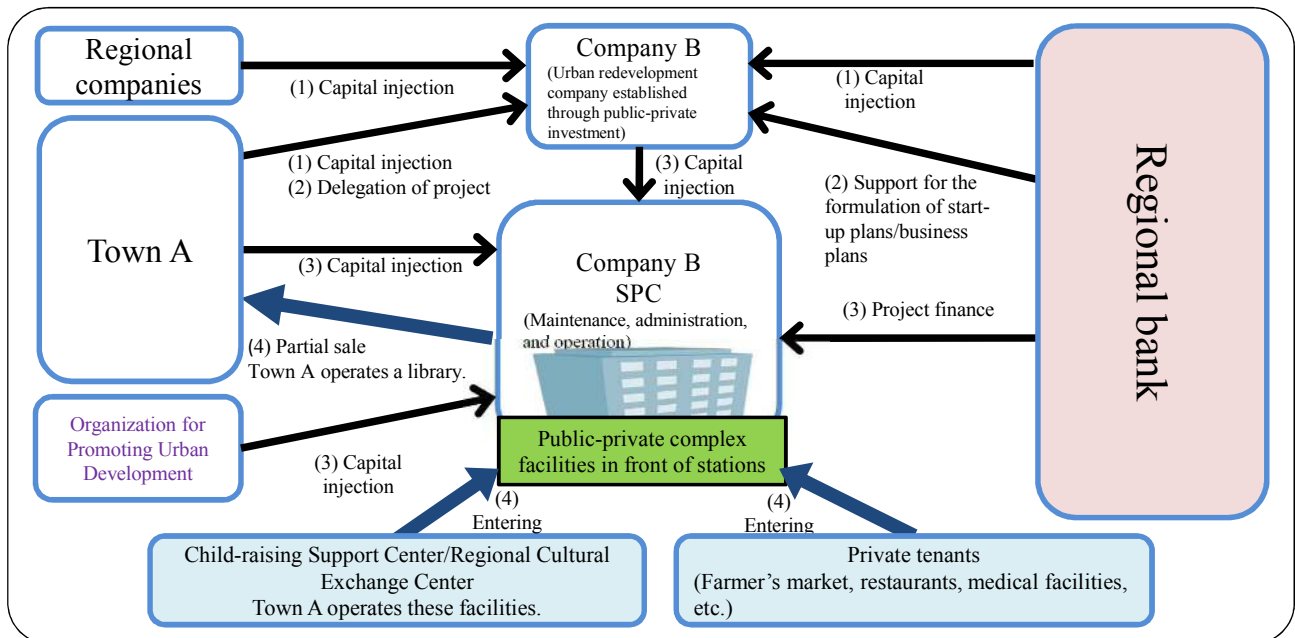 Regional
companies
(1) Capital injection
Company B
(Urban redevelopment
company established
through public-private
investment)
(1) Capital
injection
Regional bank
Town A
(1) Capital injection
(2) Delegation of project
(3) Capital
injection
(2) Support for the
formulation of start-
up plans/business
plans
(3) Capital injection
Company B
SPC
(Maintenance, administration,
and operation)
(3) Project finance
(4) Partial sale
Town A operates a library.
Organization for
Promoting Urban
Development
(3) Capital
injection
Public-private complex
facilities in front of stations
(4)
Entering
(4)
Entering
Child-raising Support Center/Regional Cultural
Exchange Center
Town A operates these facilities.
Private tenants
(Farmer’s market, restaurants, medical facilities,
etc.)